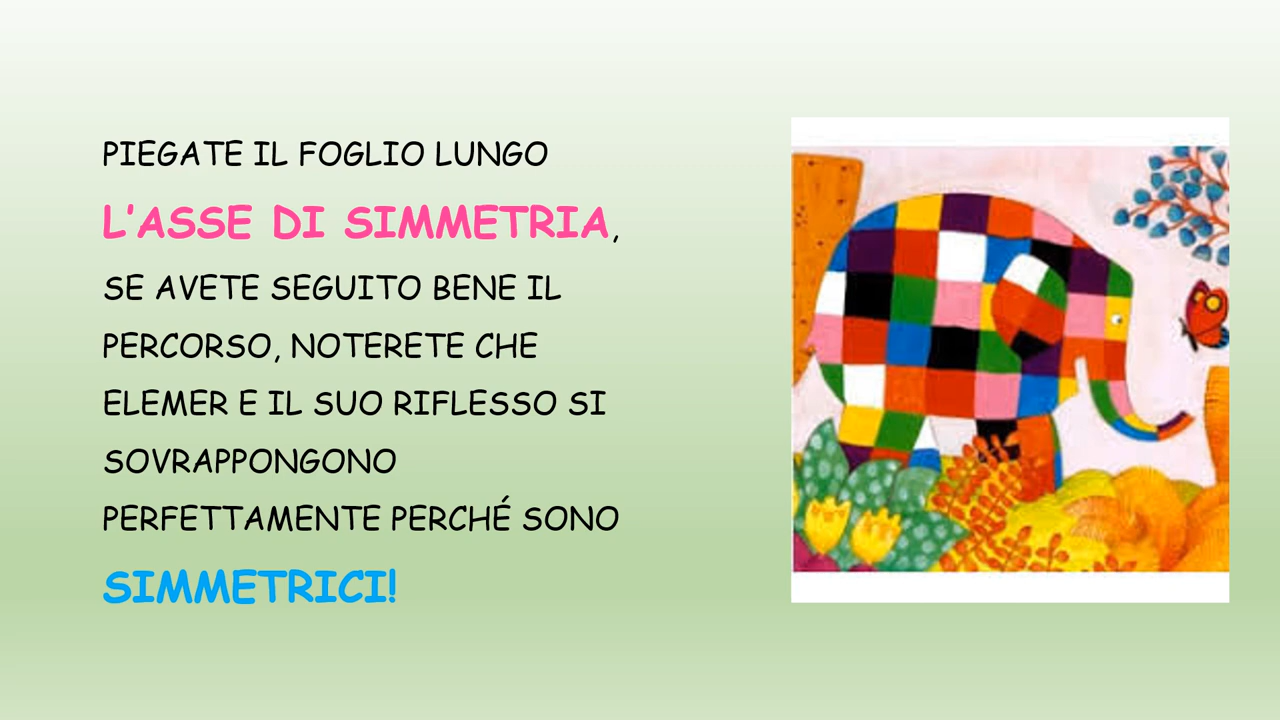 PIEGATE IL FOGLIO LUNGO
L'ASSE DI SIMMETRIA,
SE AVETE SEGUITO BENE IL
PERCORSO, NOTERETE CHE
ELEMER E IL SUO RIFLESSO SI
SOVRAPPONGONO
PERFETTAMENTE PERCHÉ SONO
SIMMETRICI!